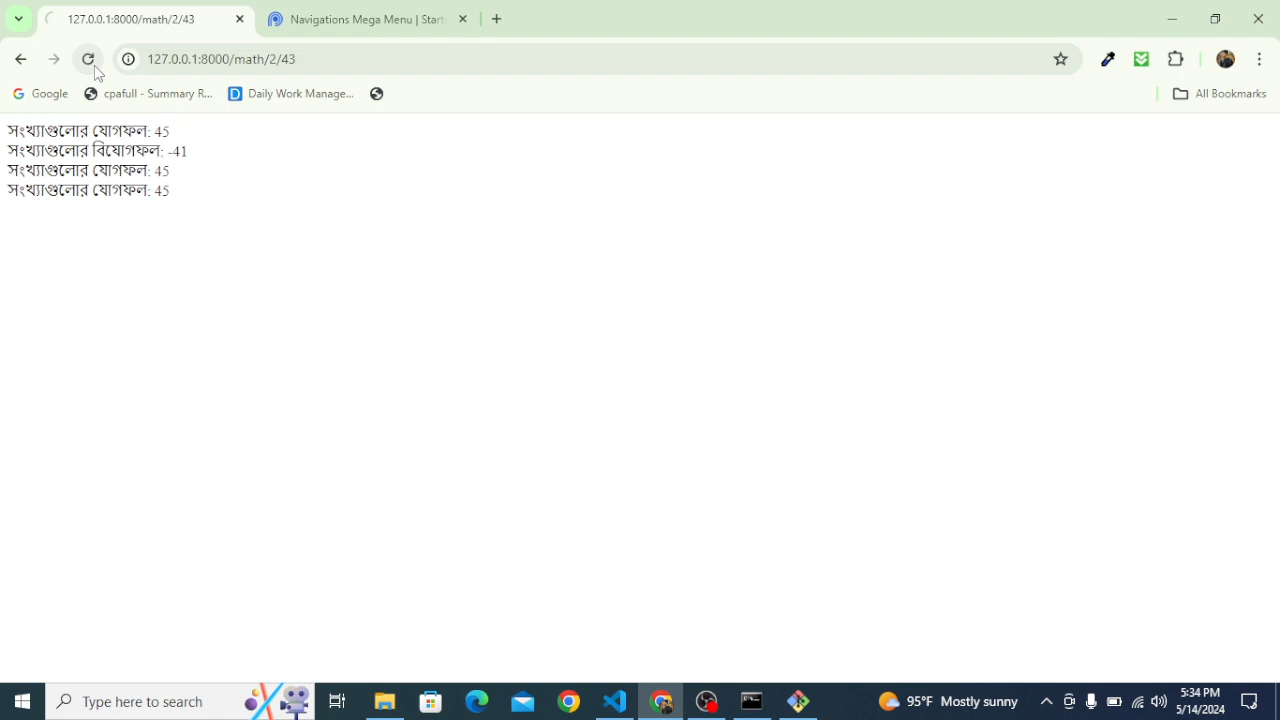 127.0.0.1:8000/math/2/43
Navigations Mega Menu | Start
127.0.0.1:8000/math/2/43
Google
cpafull - Summary R...
Daily Work Manage...
All Bookmarks
সংখ্যাগুলোর যোগফল: 45
সংখ্যাগুলোর বিযোগফল: -41
সংখ্যাগুলোর যোগফল: 45
সংখ্যাগুলোর যোগফল: 45
Type here to search
95°F Mostly sunny
5:34 PM
5/14/2024